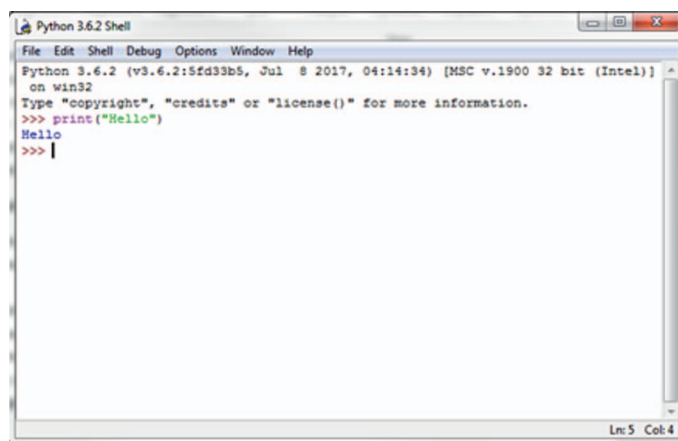 Python 3.6.2 Shell
File Edit Shell Debug Options Window Help
Python 3.6.2 (v3.6.2:5fd33b5, Jul  8 2017, 04:14:34) [MSC v.1900 32 bit (Intel)]
 on win32
Type "copyright", "credits" or "license()" for more information.
>>> print("Hello")
Hello
>>>
Ln: 5 Col: 4